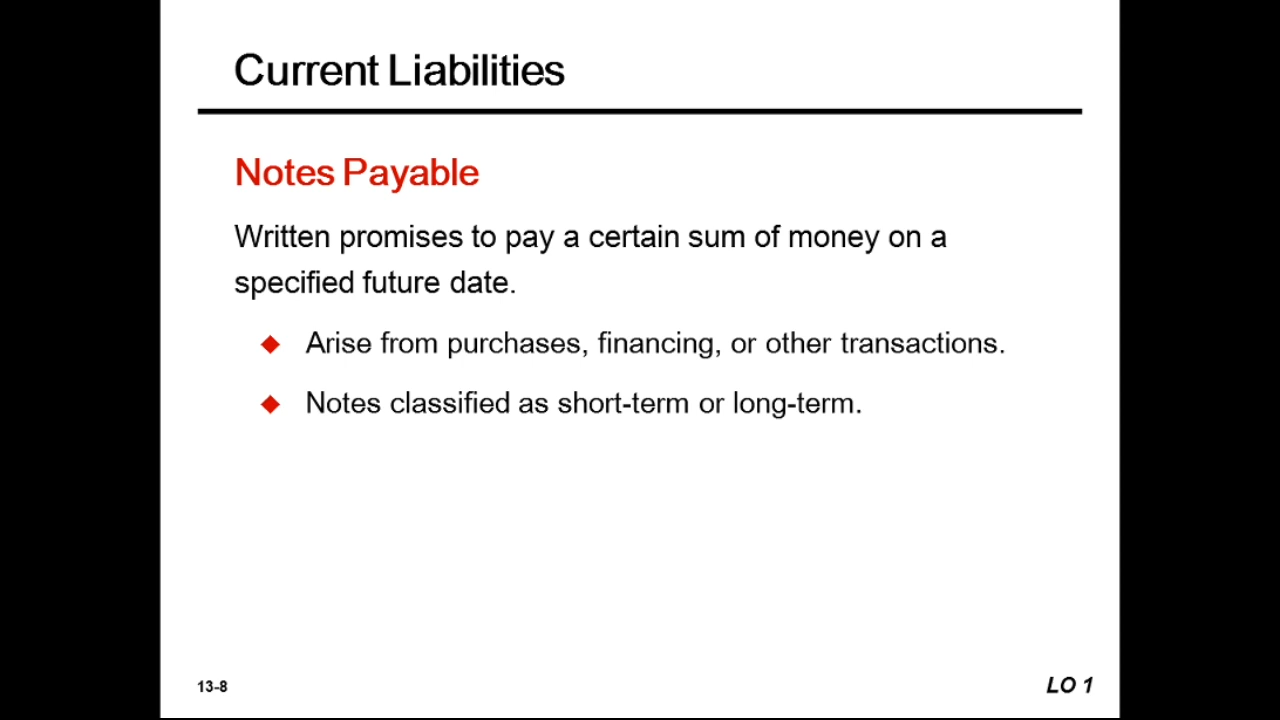 Current Liabilities
Notes Payable
Written promises to pay a certain sum of money on a
specified future date.
Arise from purchases, financing, or other transactions.
Notes classified as short-term or long-term.
13-8
LO 1